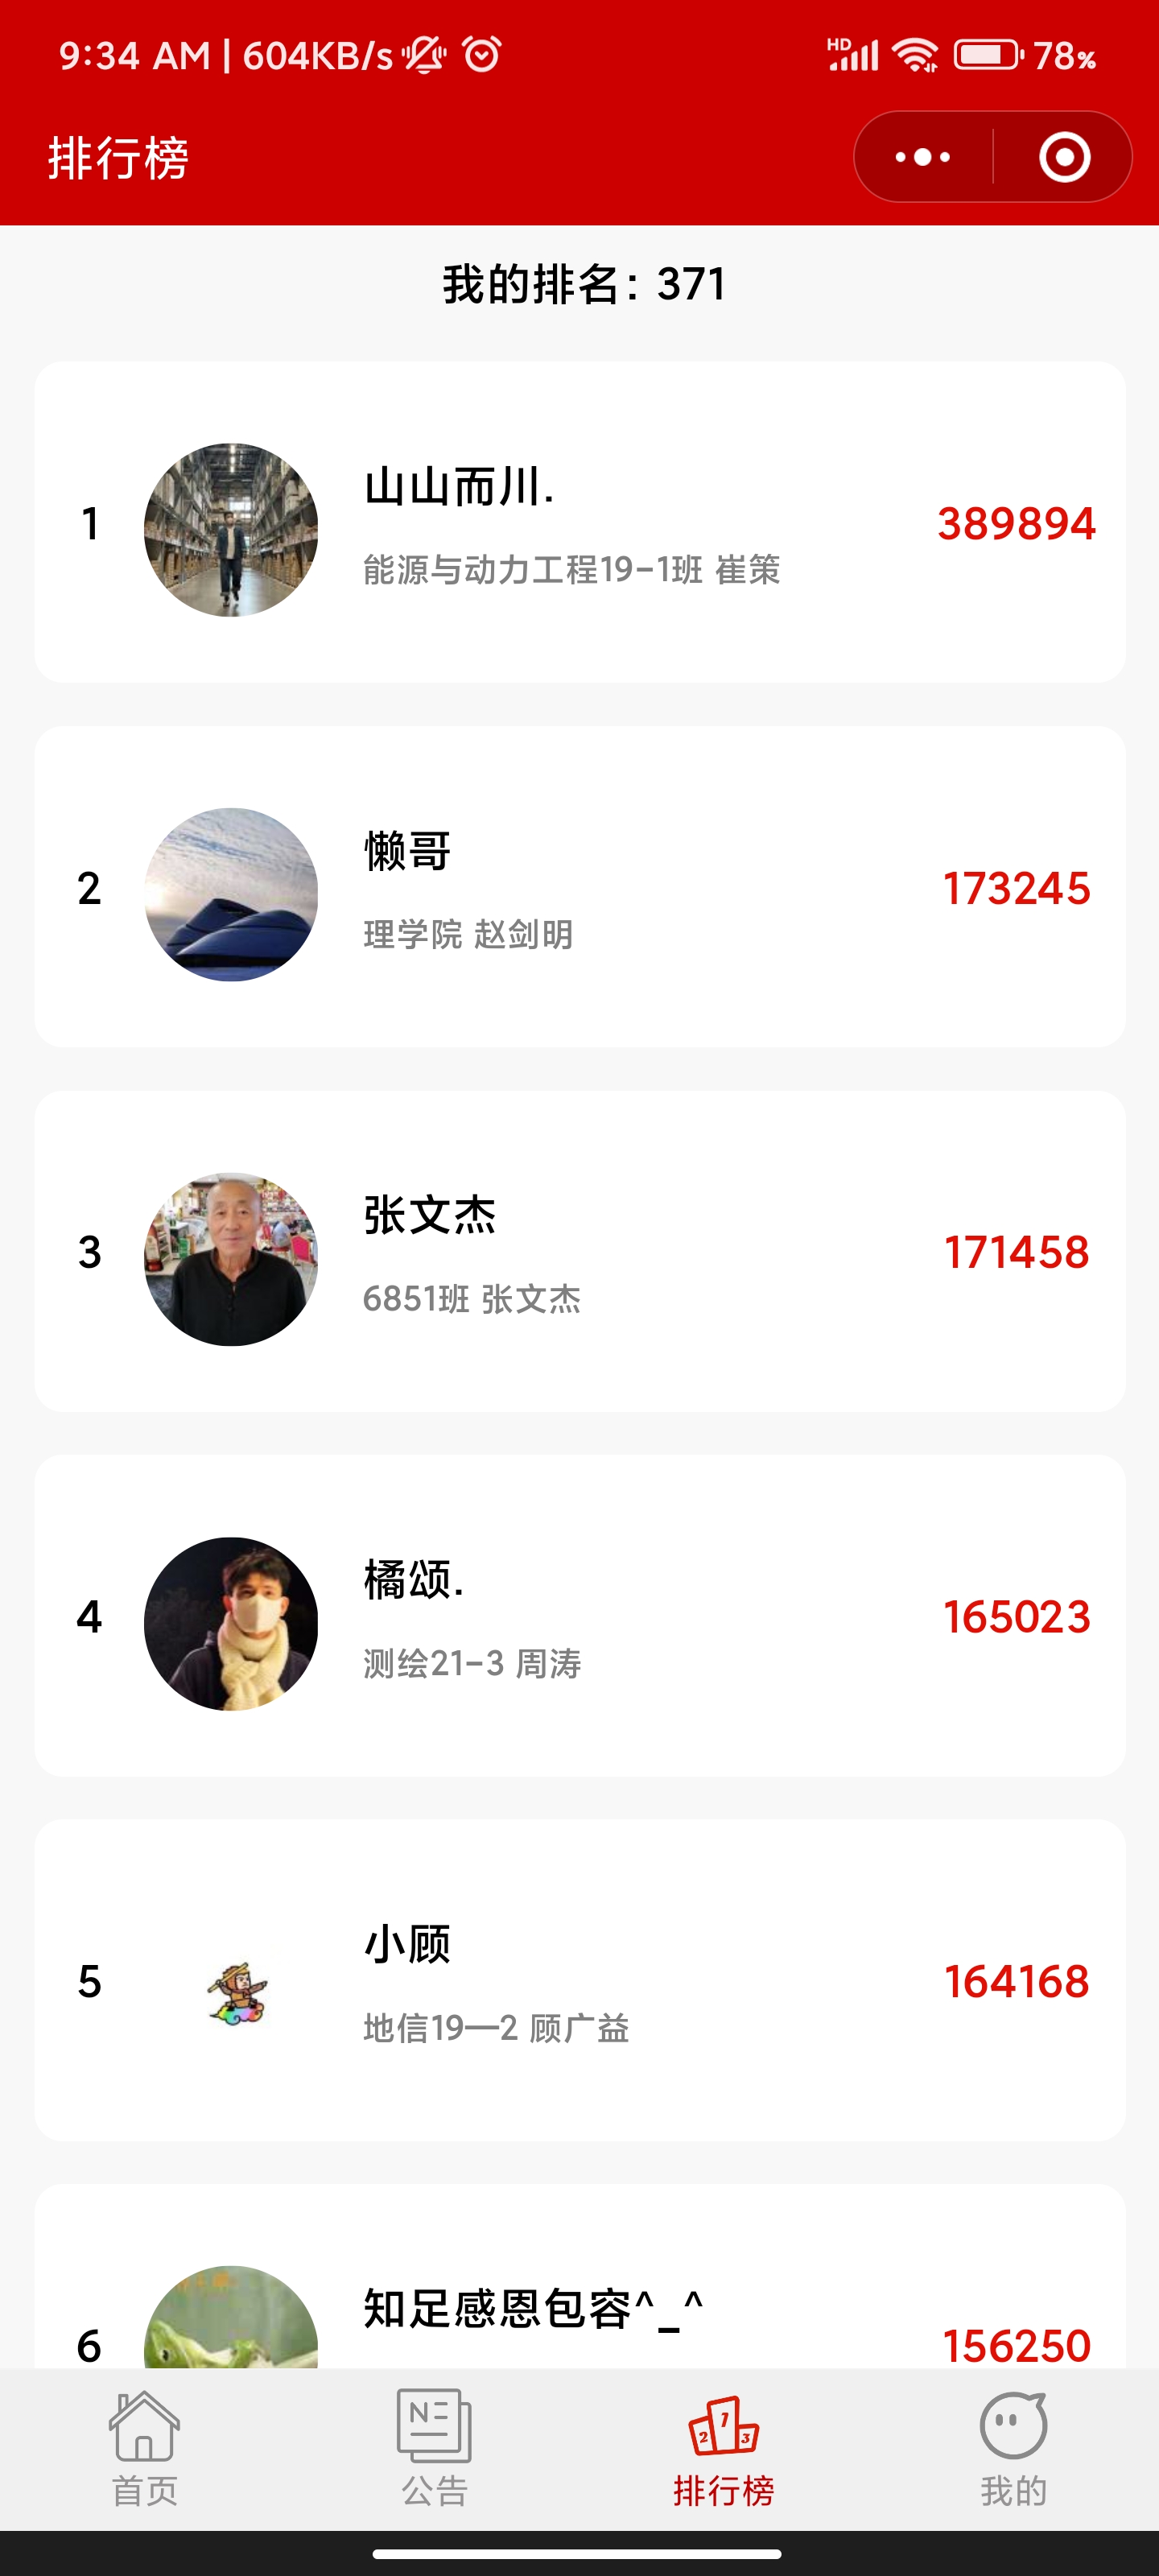 9:34 AM | 604KB/s HD 78%
排行榜
我的排名: 371
1
山山而川.
能源与动力工程19-1班 崔策
389894
2
懒哥
理学院 赵剑明
173245
3
张文杰
6851班 张文杰
171458
4
橘颂.
测绘21-3 周涛
165023
5
小顾
地信19—2 顾广益
164168
6
知足感恩包容^_^
156250
首页
公告
排行榜
我的